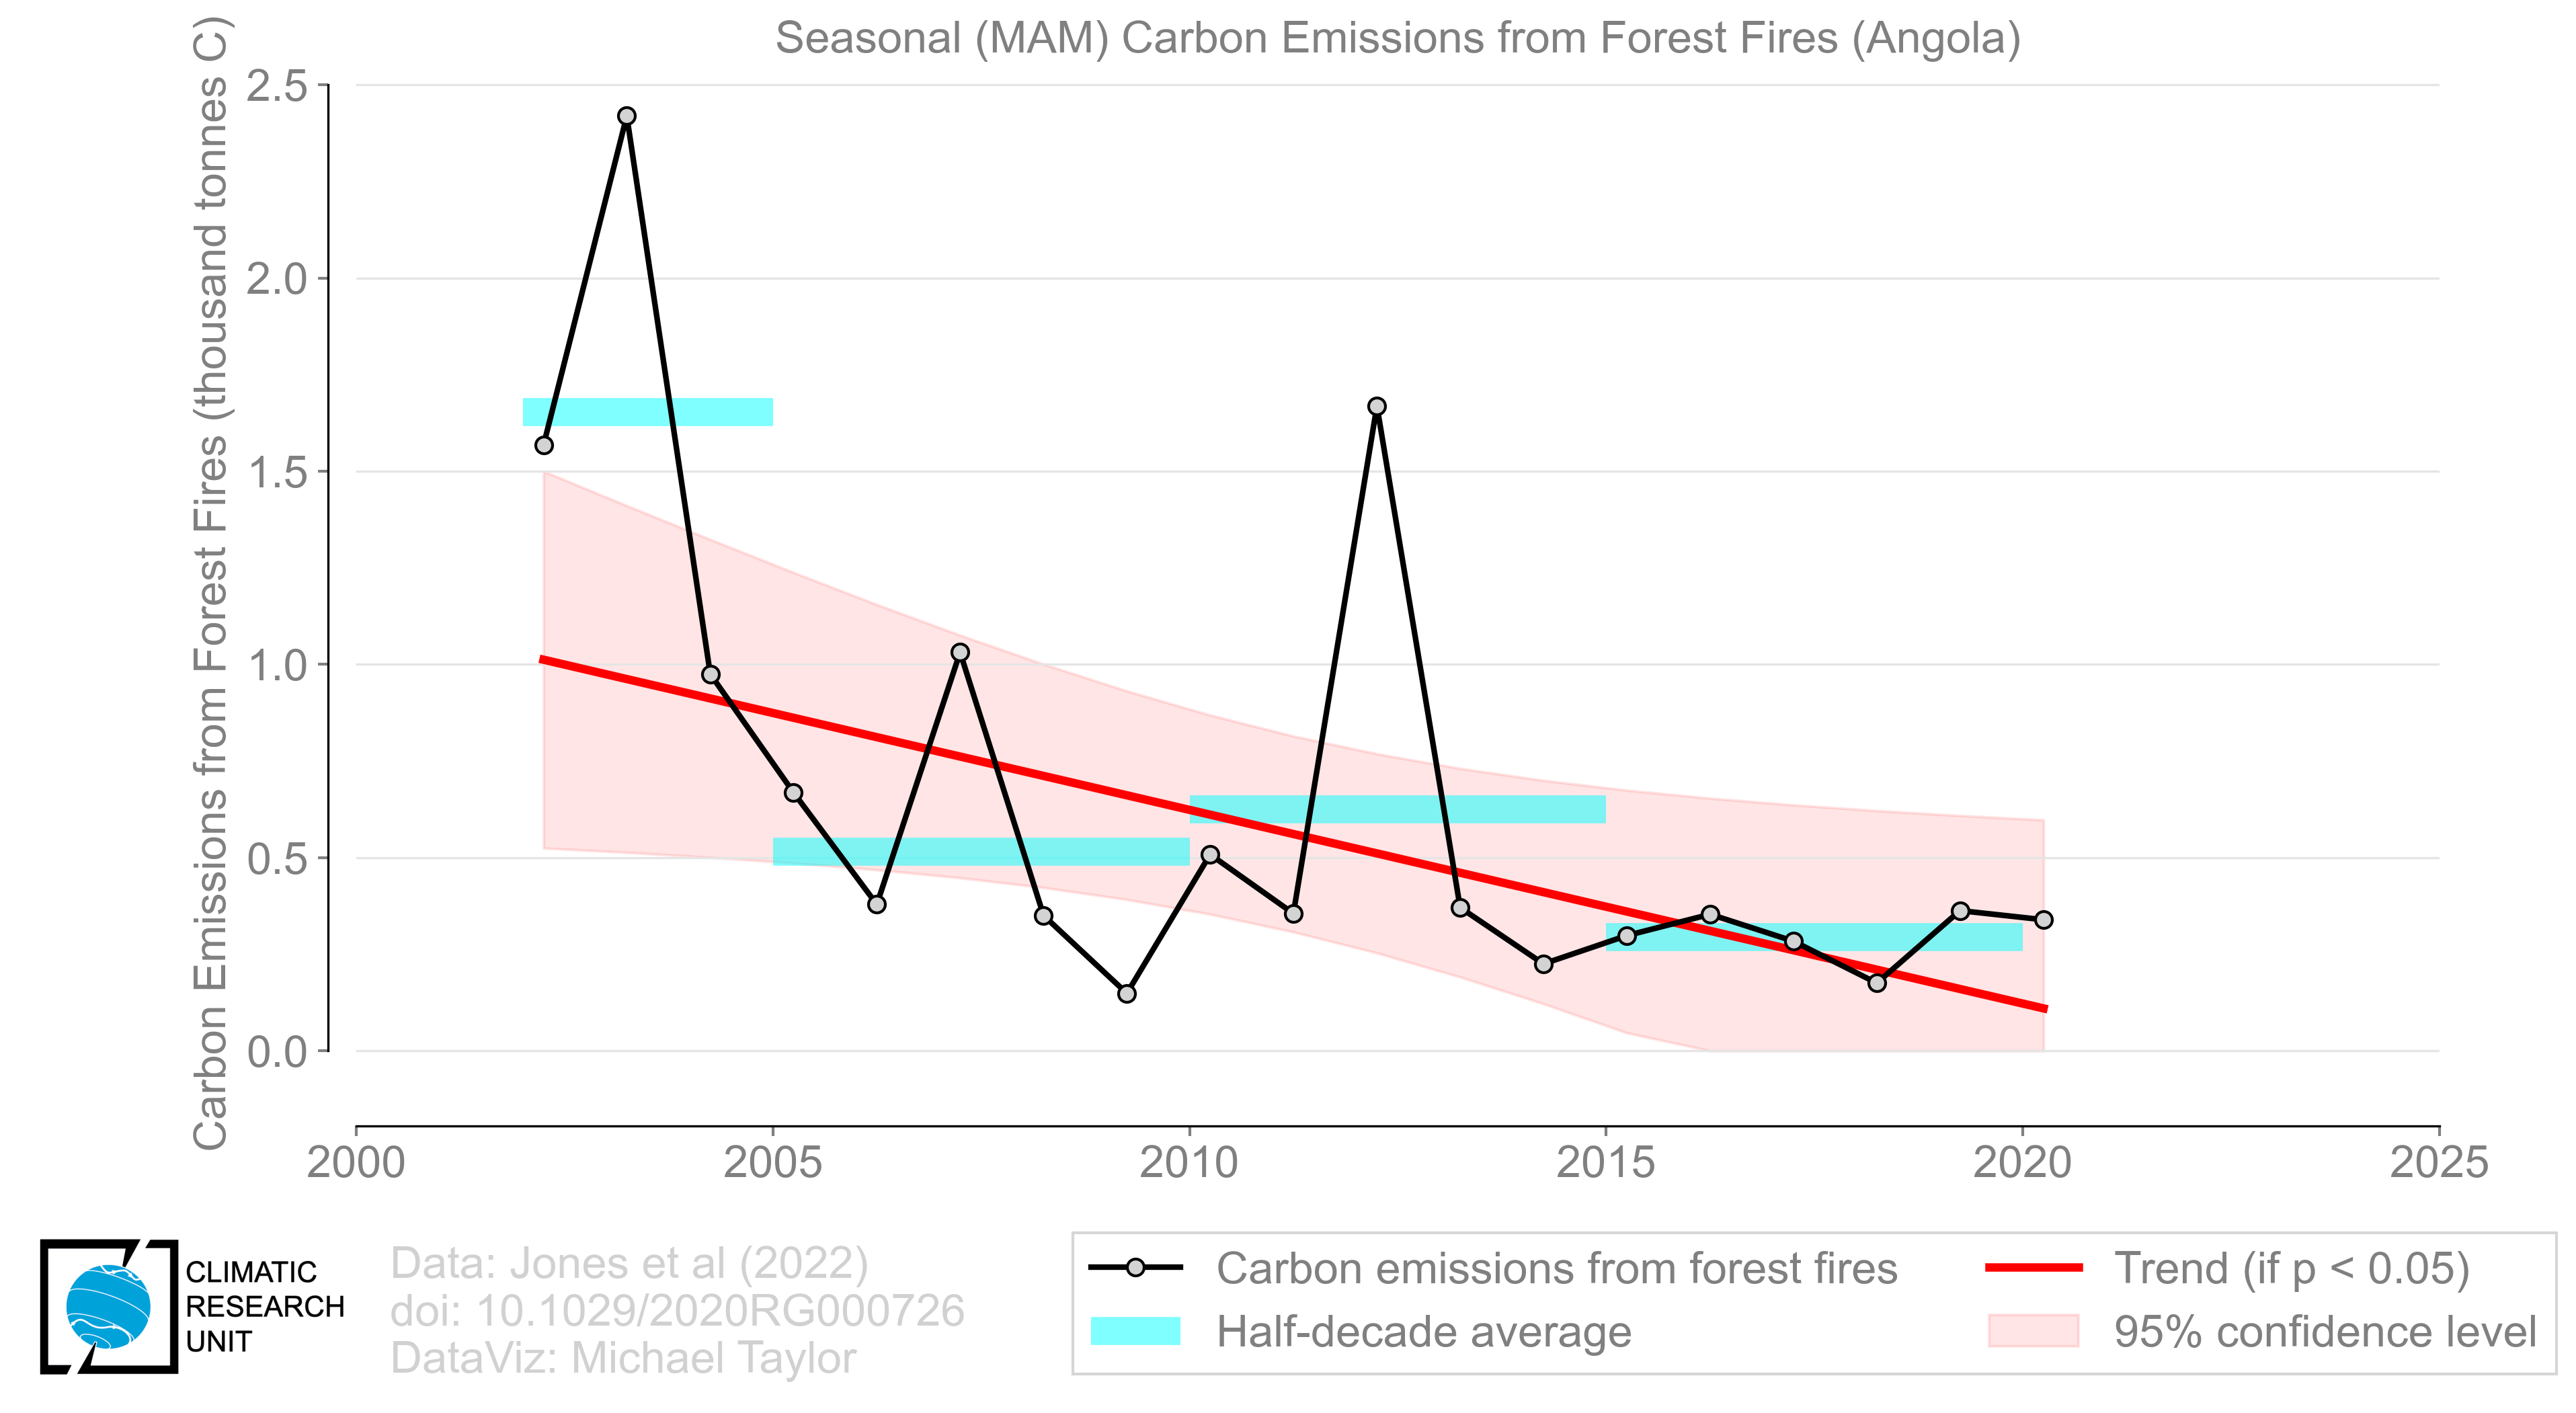 Seasonal (MAM) Carbon Emissions from Forest Fires (Angola)
Carbon Emissions from Forest Fires (thousand tonnes C)
2.5
2.0
1.5
1.0
0.5
0.0
2000 2005 2010 2015 2020 2025
CLIMATIC
RESEARCH
UNIT
Data: Jones et al (2022)
doi: 10.1029/2020RG000726
DataViz: Michael Taylor
Carbon emissions from forest fires
Half-decade average
Trend (if p < 0.05)
95% confidence level